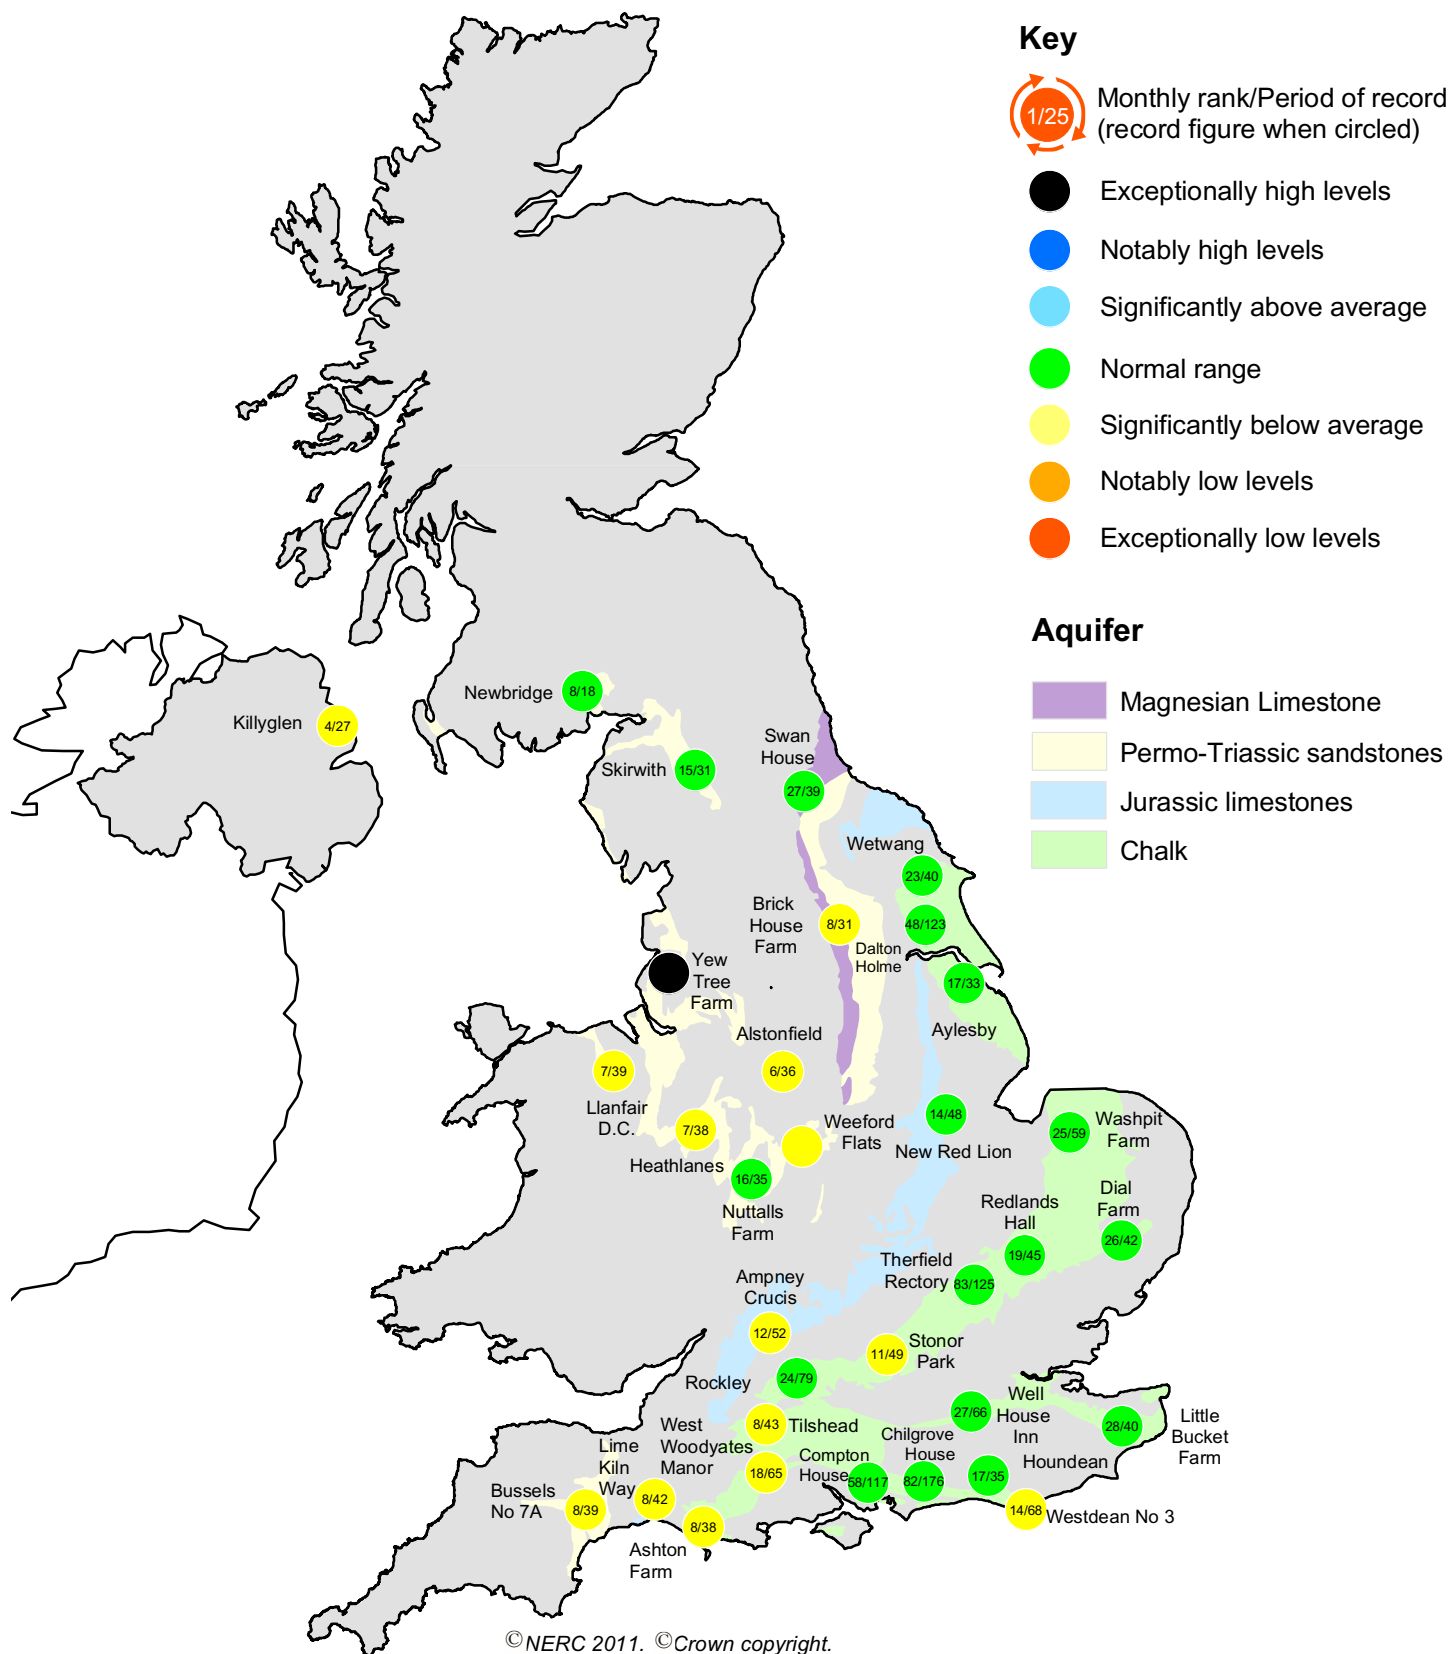 Key
1/25
Monthly rank/Period of record
(record figure when circled)
Exceptionally high levels
Notably high levels
Significantly above average
Normal range
Significantly below average
Notably low levels
Exceptionally low levels
Aquifer
Magnesian Limestone
Permo-Triassic sandstones
Jurassic limestones
Chalk
Newbridge
8/18
Killyglen
4/27
Skirwith
15/31
Swan
House
27/39
Wetwang
23/40
Brick
House
Farm
8/31
48/123
Dalton
Holme
Yew
Tree
Farm
17/33
Aylesby
Alstonfield
6/36
7/39
Llanfair
D.C.
7/38
Heathlanes
Weeford
Flats
14/48
New Red Lion
25/59
Washpit
Farm
16/35
Nuttalls
Farm
Redlands
Hall
19/45
Dial
Farm
26/42
Therfield
Rectory
83/125
Ampney
Crucis
12/52
11/49
Stonor
Park
Rockley
24/79
8/43
Tilshead
West
Woodyates
Manor
18/65
Well
House
Inn
27/66
28/40
Little
Bucket
Farm
Chilgrove
House
82/176
Compton
House
58/117
17/35
Houndean
Lime
Kiln
Way
8/42
Bussels
No 7A
8/39
8/38
Ashton
Farm
14/68
Westdean No 3
©NERC 2011. ©Crown copyright.